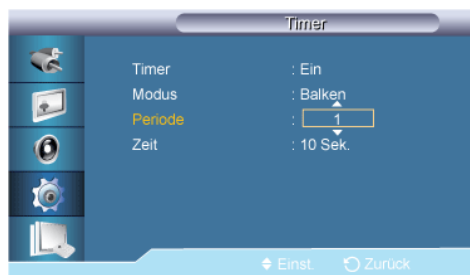 Timer
Timer : Ein
Modus : Balken
Periode : 1
Zeit : 10 Sek.
Einst. Zurück